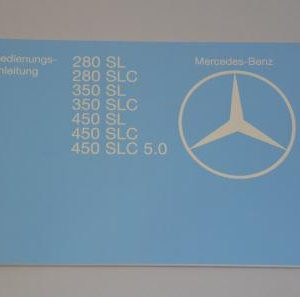 edienungs-
nleitung
280 SL
280 SLC
350 SL
350 SLC
450 SL
450 SLC
450 SLC 5.0
Mercedes-Benz